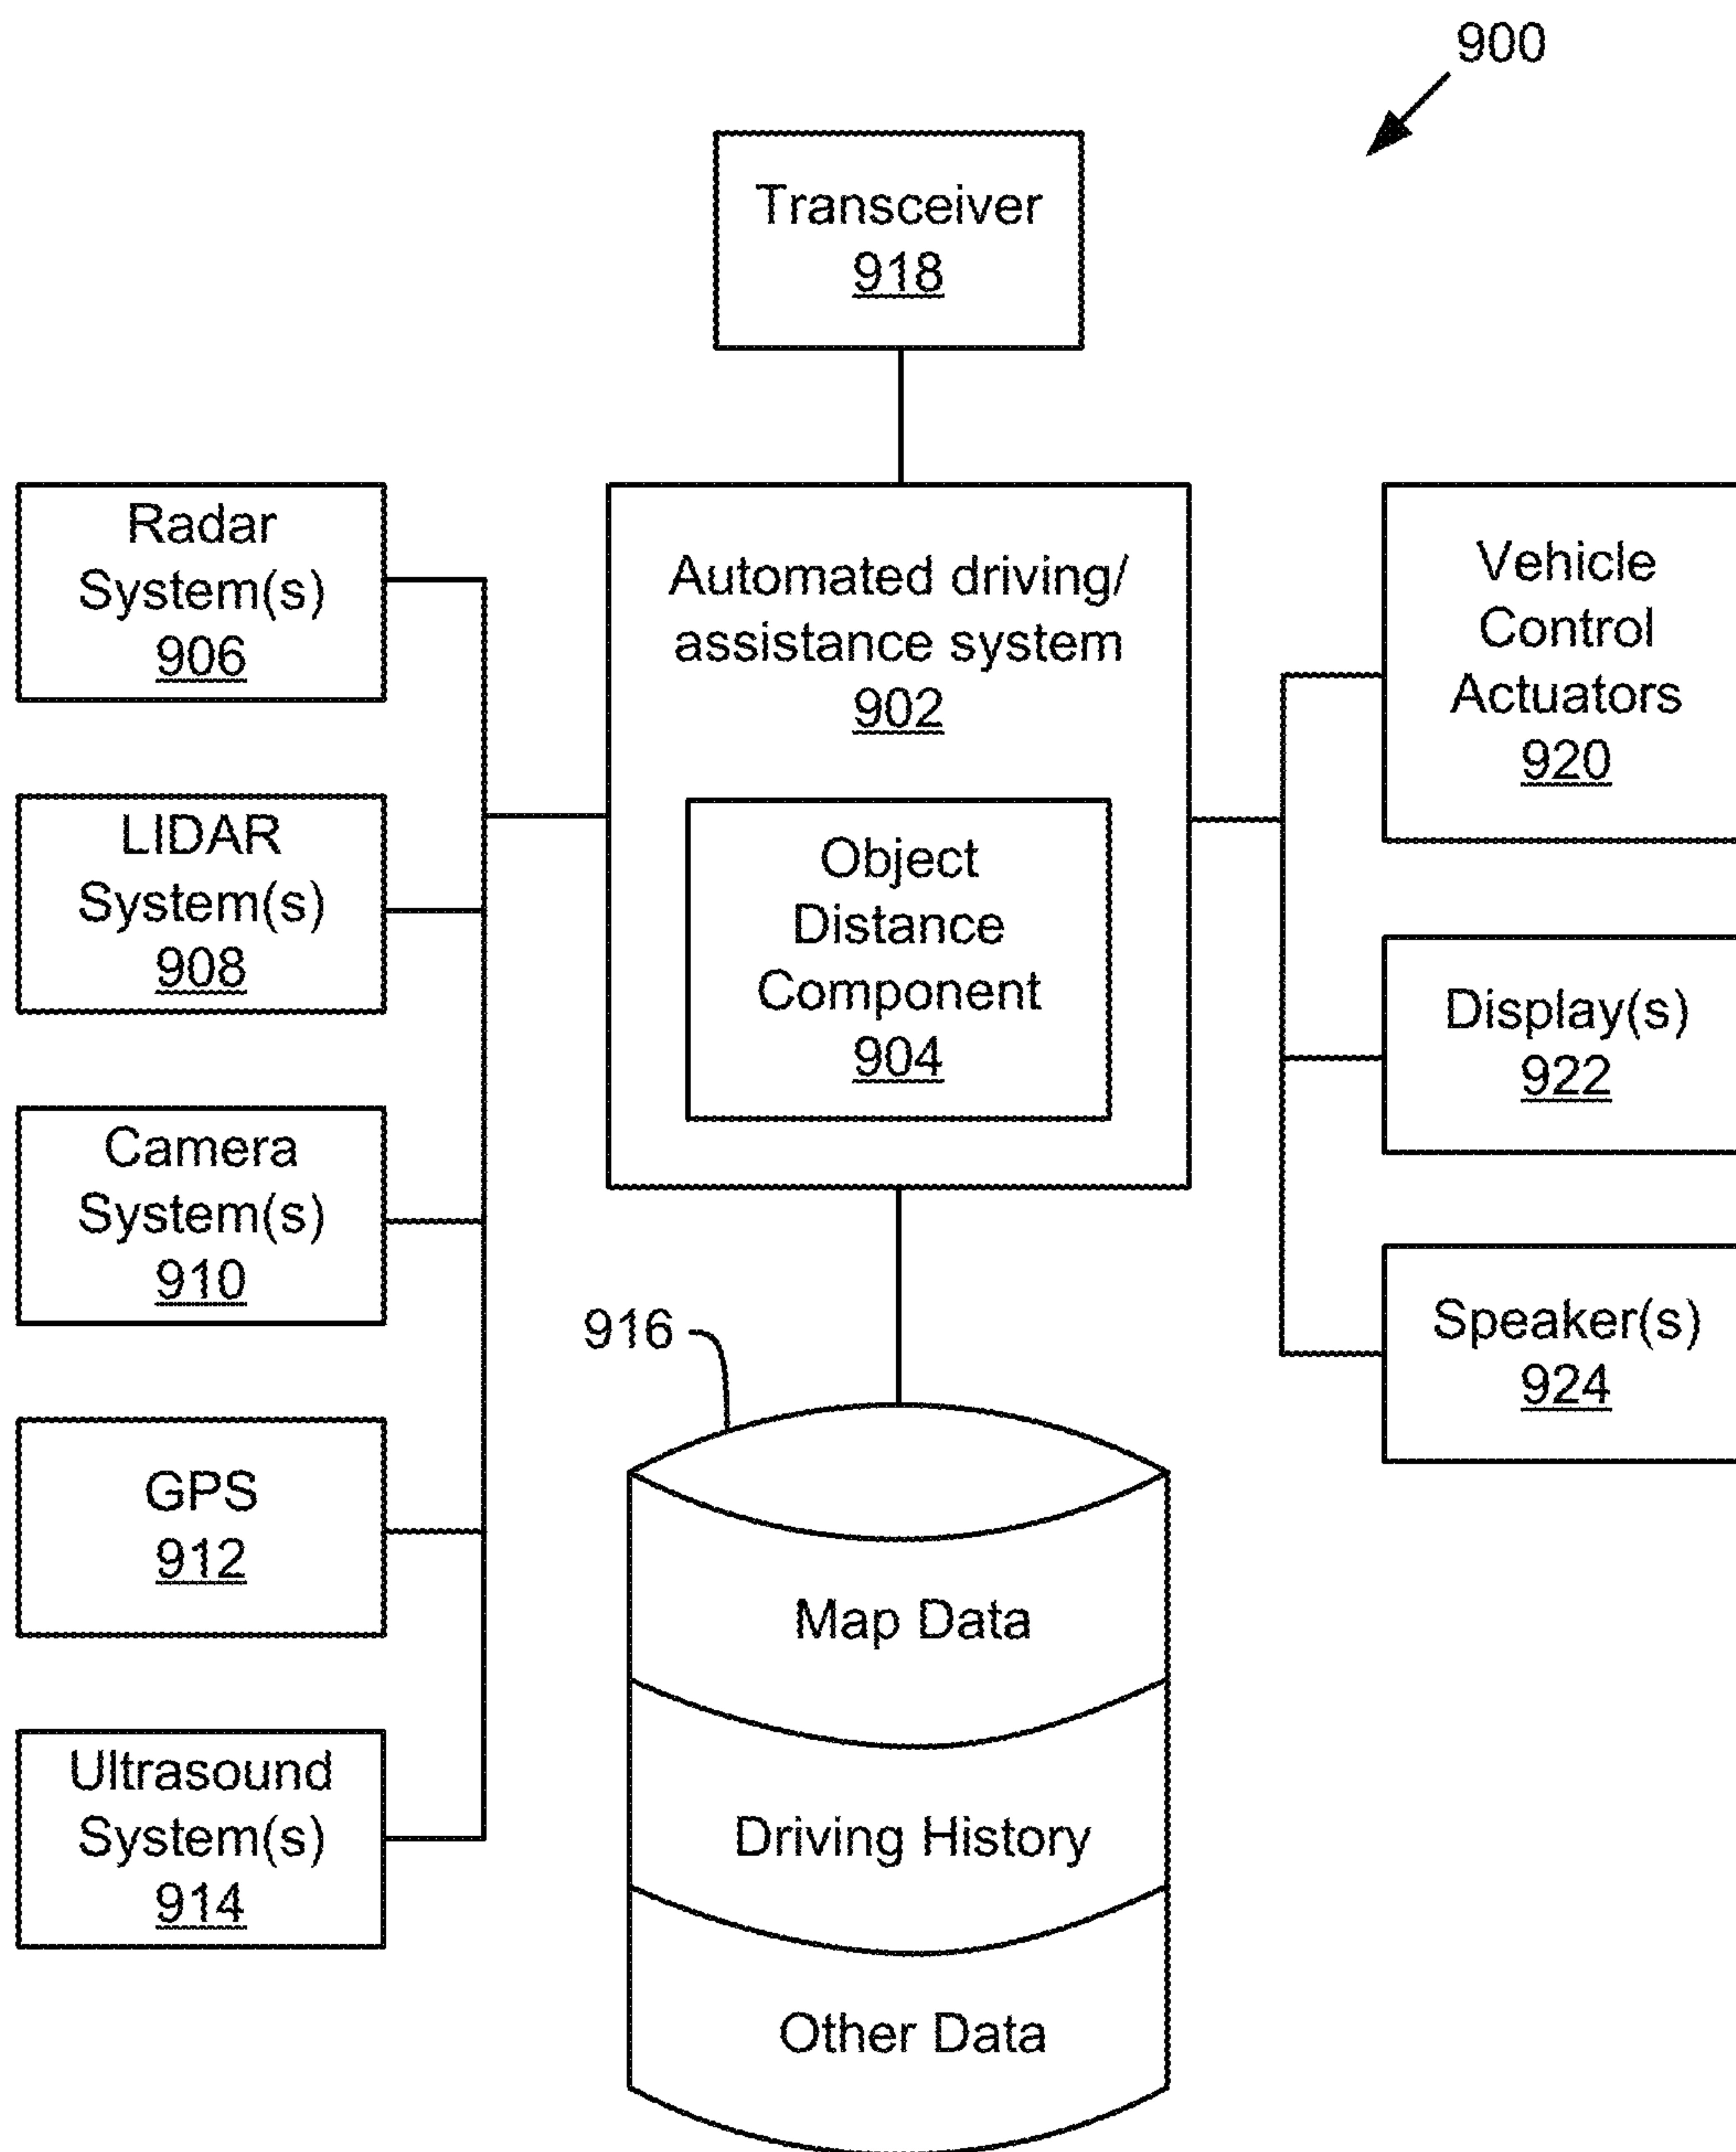 900
Transceiver
918
Radar
System(s)
906
LIDAR
System(s)
908
Camera
System(s)
910
GPS
912
Ultrasound
System(s)
914
Automated driving/
assistance system
902
Object
Distance
Component
904
916
Map Data
Driving History
Other Data
Vehicle
Control
Actuators
920
Display(s)
922
Speaker(s)
924